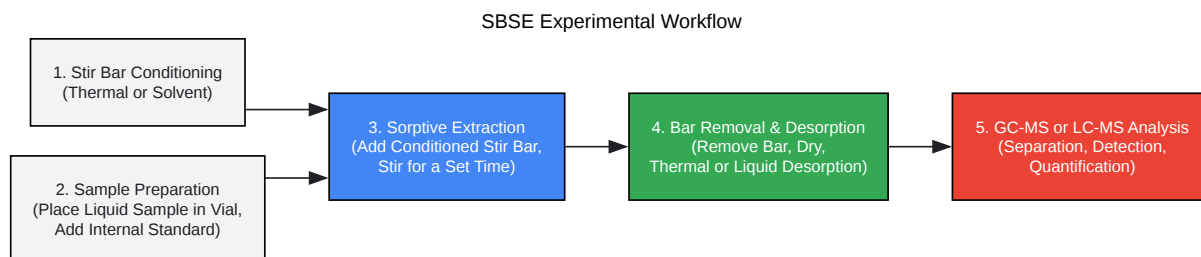 SBSE Experimental Workflow
1. Stir Bar Conditioning
(Thermal or Solvent)
2. Sample Preparation
(Place Liquid Sample in Vial,
Add Internal Standard)
3. Sorptive Extraction
(Add Conditioned Stir Bar,
Stir for a Set Time)
4. Bar Removal & Desorption
(Remove Bar, Dry,
Thermal or Liquid Desorption)
5. GC-MS or LC-MS Analysis
(Separation, Detection,
Quantification)